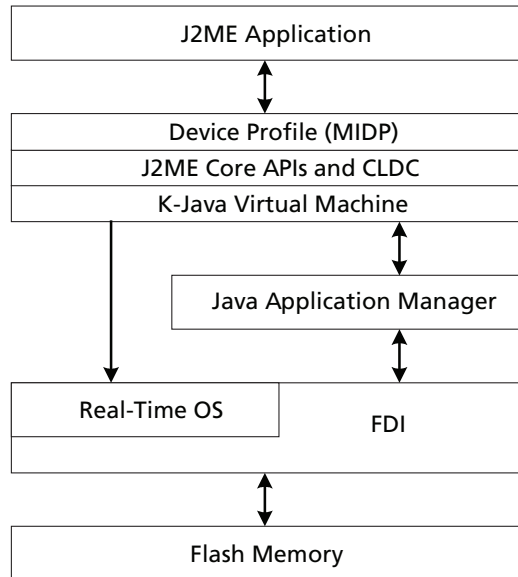 J2ME Application
Device Profile (MIDP)
J2ME Core APIs and CLDC
K-Java Virtual Machine
Java Application Manager
Real-Time OS
FDI
Flash Memory